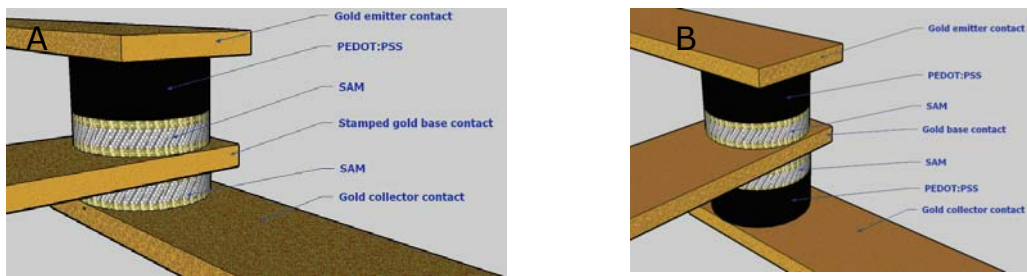 A
Gold emitter contact
PEDOT:PSS
SAM
Stamped gold base contact
SAM
Gold collector contact
B
Gold emitter contact
PEDOT:PSS
SAM
Gold base contact
SAM
PEDOT:PSS
Gold collector contact